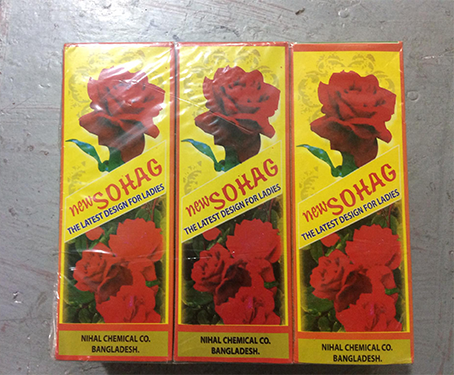 new SOHAG
THE LATEST DESIGN FOR LADIES
NIHAL CHEMICAL CO.
BANGLADESH.
new SOHAG
THE LATEST DESIGN FOR LADIES
NIHAL CHEMICAL CO.
BANGLADESH.
new SOHAG
THE LATEST DESIGN FOR LADIES
NIHAL CHEMICAL CO.
BANGLADESH.